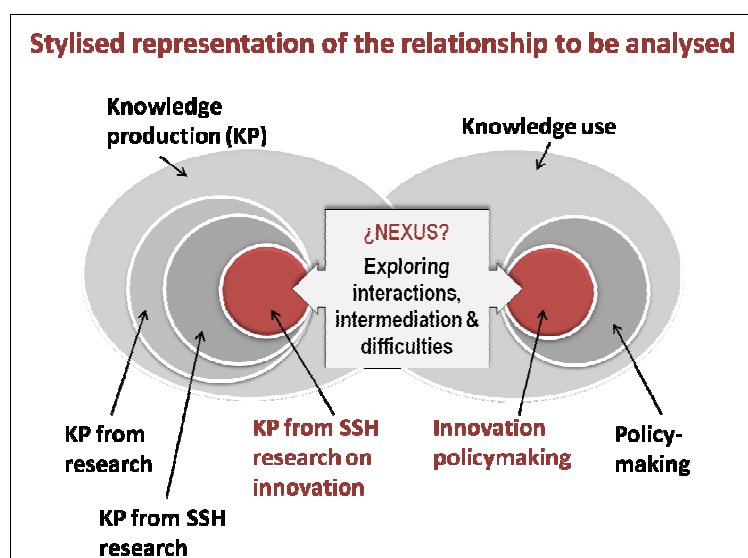 Stylised representation of the relationship to be analysed
Knowledge
production (KP)
Knowledge use
¿NEXUS?
Exploring
interactions,
intermediation &
difficulties
KP from
research
KP from SSH
research
KP from SSH
research on
innovation
Innovation
policymaking
Policy-
making